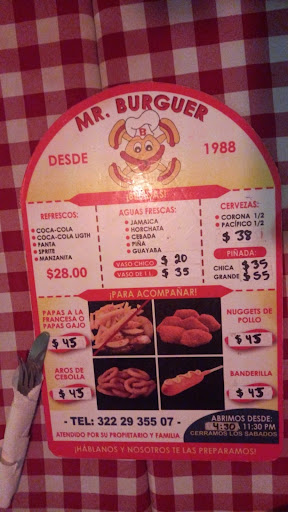 MR. BURGUER
DESDE 1988
B
REFRESCOS:
COCA-COLA
COCA-COLA LIGTH
FANTA
SPRITE
MANZANITA
$28.00
AGUAS FRESCAS:
JAMAICA
HORCHATA
CEBADA
PIÑA
GUAYABA
VASO CHICO $ 20
VASO DE 1 L. $ 35
CERVEZAS:
CORONA 1/2
PACIFICO 1/2
$ 38
PIÑADA:
CHICA $ 35
GRANDE $ 55
¡PARA ACOMPAÑAR!
PAPAS A LA
FRANCESA O
PAPAS GAJO
$ 45
NUGGETS DE
POLLO
$ 45
AROS DE
CEBOLLA
$ 45
BANDERILLA
$ 45
- TEL: 322 29 355 07 -
ATENDIDO POR SU PROPIETARIO Y FAMILIA
ABRIMOS DESDE:
4:30 11:30 PM
CERRAMOS LOS SABADOS
¡HABLANOS Y NOSOTROS TE LAS PREPARAMOS!